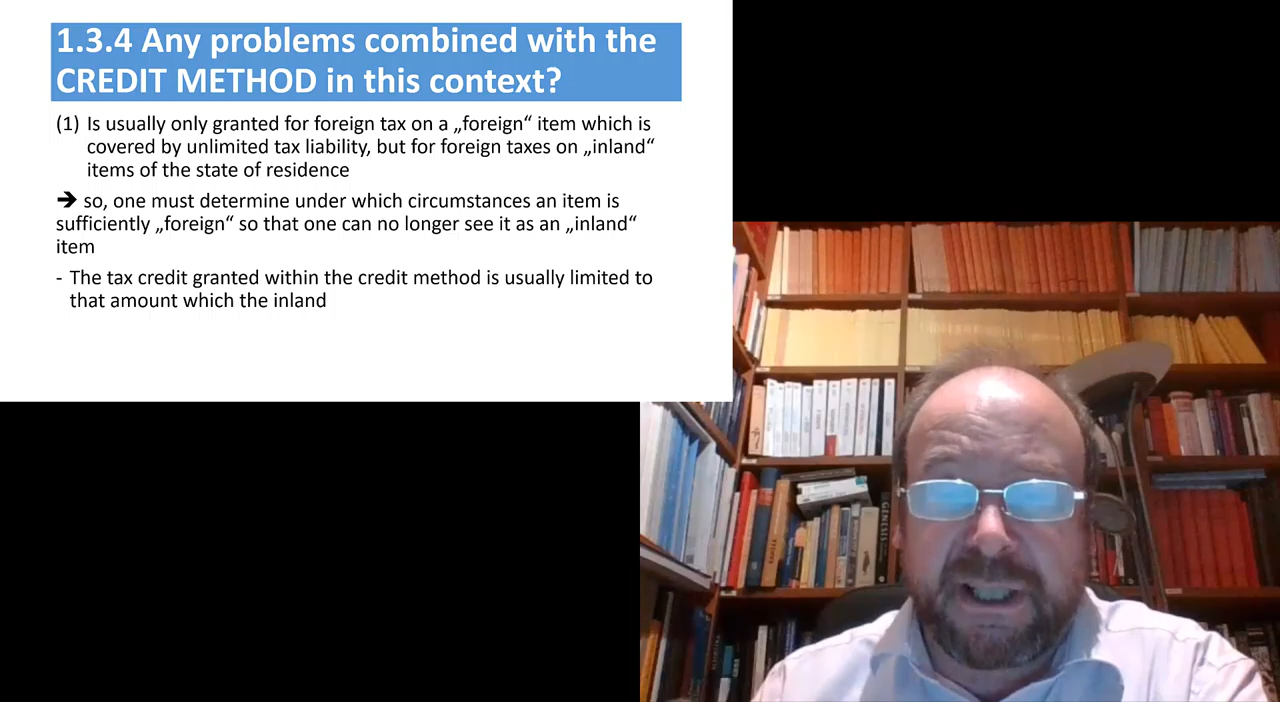 1.3.4 Any problems combined with the
CREDIT METHOD in this context?
(1) Is usually only granted for foreign tax on a „foreign“ item which is
covered by unlimited tax liability, but for foreign taxes on „inland“
items of the state of residence
➔ so, one must determine under which circumstances an item is
sufficiently „foreign“ so that one can no longer see it as an „inland“
item
- The tax credit granted within the credit method is usually limited to
that amount which the inland
GENESIS